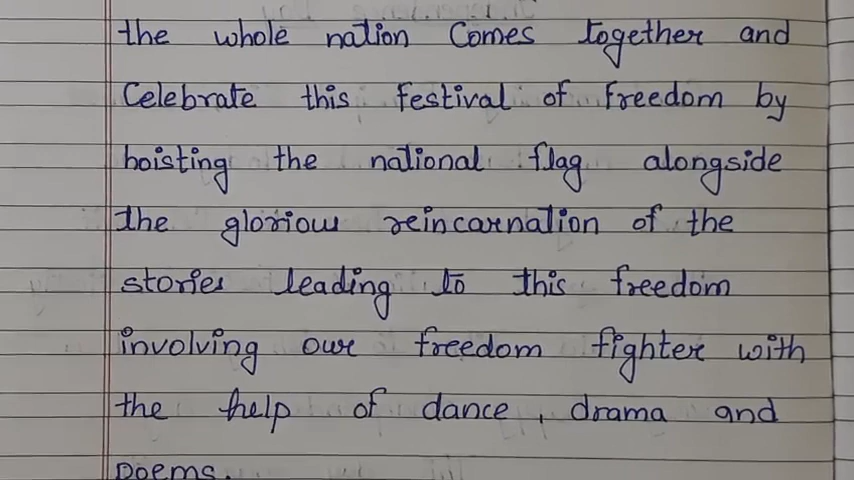 the whole nation Comes together and
Celebrate this festival of freedom by
hoisting the national flag alongside
the glorious reincarnation of the
stories leading to this freedom
involving our freedom fighter with
the help of dance, drama and
poems.